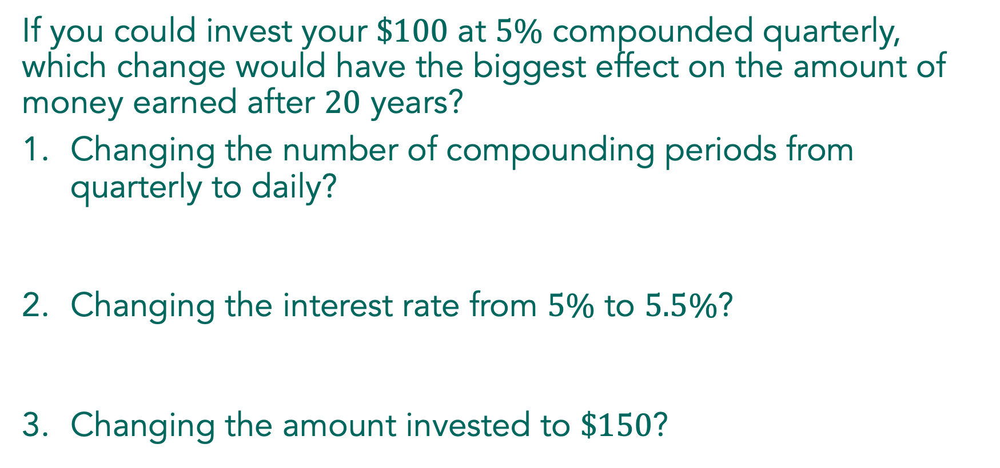 If you could invest your $100 at 5% compounded quarterly,
which change would have the biggest effect on the amount of
money earned after 20 years?
1. Changing the number of compounding periods from
quarterly to daily?
2. Changing the interest rate from 5% to 5.5%?
3. Changing the amount invested to $150?